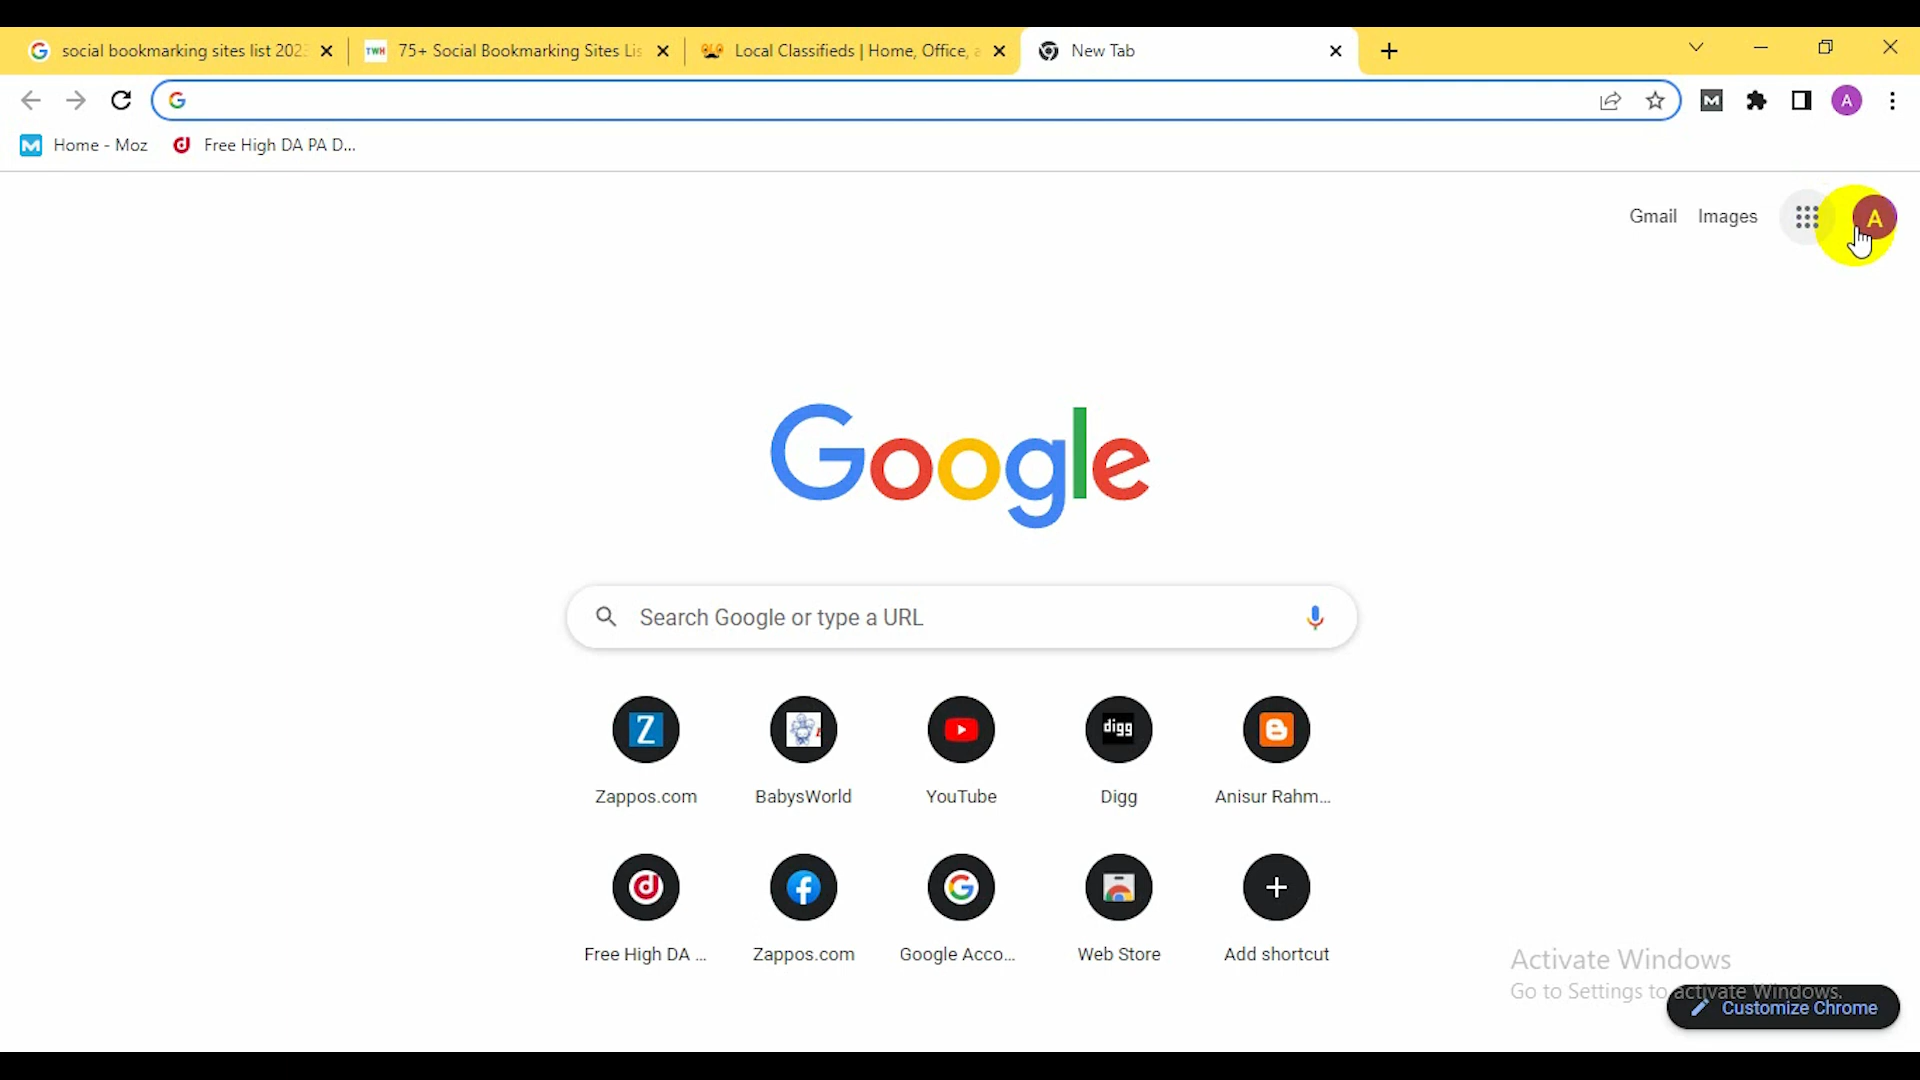 social bookmarking sites list 202
75+ Social Bookmarking Sites Lis
Local Classifieds | Home, Office, a
New Tab
Home - Moz
Free High DA PA D...
Gmail
Images
A
A
Google
Search Google or type a URL
Zappos.com
BabysWorld
YouTube
digg
Digg
Anisur Rahm...
Free High DA ...
Zappos.com
Google Acco...
Web Store
Add shortcut
Activate Windows
Go to Settings to activate Windows.
Customize Chrome